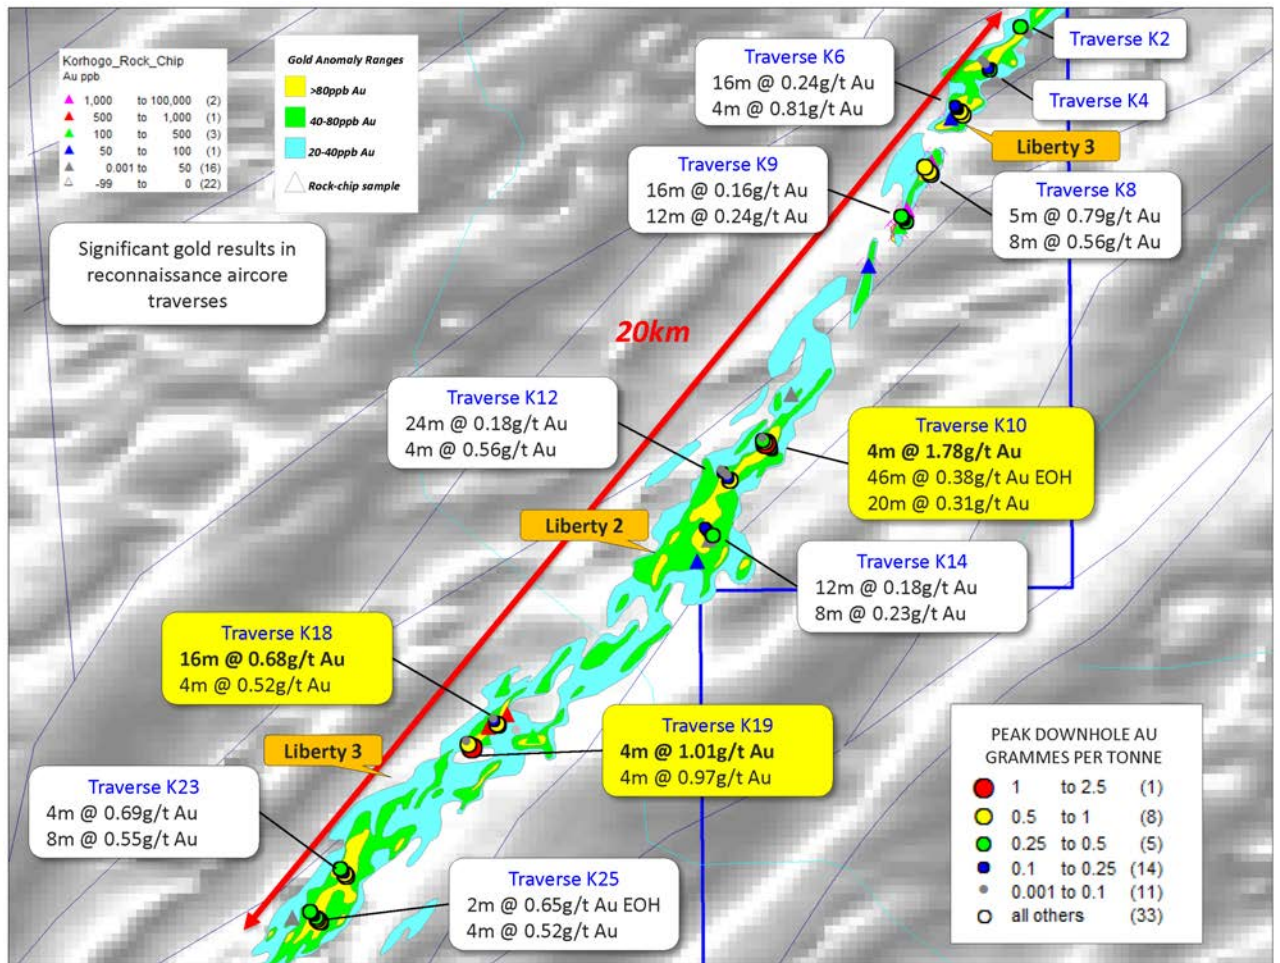 Korhogo_Rock_Chip
Au ppb
1,000 to 100,000 (2)
500 to 1,000 (1)
100 to 500 (3)
50 to 100 (1)
0.001 to 50 (16)
-99 to 0 (22)
Gold Anomaly Ranges
>80ppb Au
40-80ppb Au
20-40ppb Au
Rock-chip sample
Significant gold results in
reconnaissance aircore
traverses
Traverse K2
Traverse K4
Traverse K6
16m @ 0.24g/t Au
4m @ 0.81g/t Au
Liberty 3
Traverse K9
16m @ 0.16g/t Au
12m @ 0.24g/t Au
Traverse K8
5m @ 0.79g/t Au
8m @ 0.56g/t Au
20km
Traverse K12
24m @ 0.18g/t Au
4m @ 0.56g/t Au
Traverse K10
4m @ 1.78g/t Au
46m @ 0.38g/t Au EOH
20m @ 0.31g/t Au
Liberty 2
Traverse K14
12m @ 0.18g/t Au
8m @ 0.23g/t Au
Traverse K18
16m @ 0.68g/t Au
4m @ 0.52g/t Au
Traverse K19
4m @ 1.01g/t Au
4m @ 0.97g/t Au
Liberty 3
Traverse K23
4m @ 0.69g/t Au
8m @ 0.55g/t Au
Traverse K25
2m @ 0.65g/t Au EOH
4m @ 0.52g/t Au
PEAK DOWNHOLE AU
GRAMMES PER TONNE
1 to 2.5 (1)
0.5 to 1 (8)
0.25 to 0.5 (5)
0.1 to 0.25 (14)
0.001 to 0.1 (11)
all others (33)